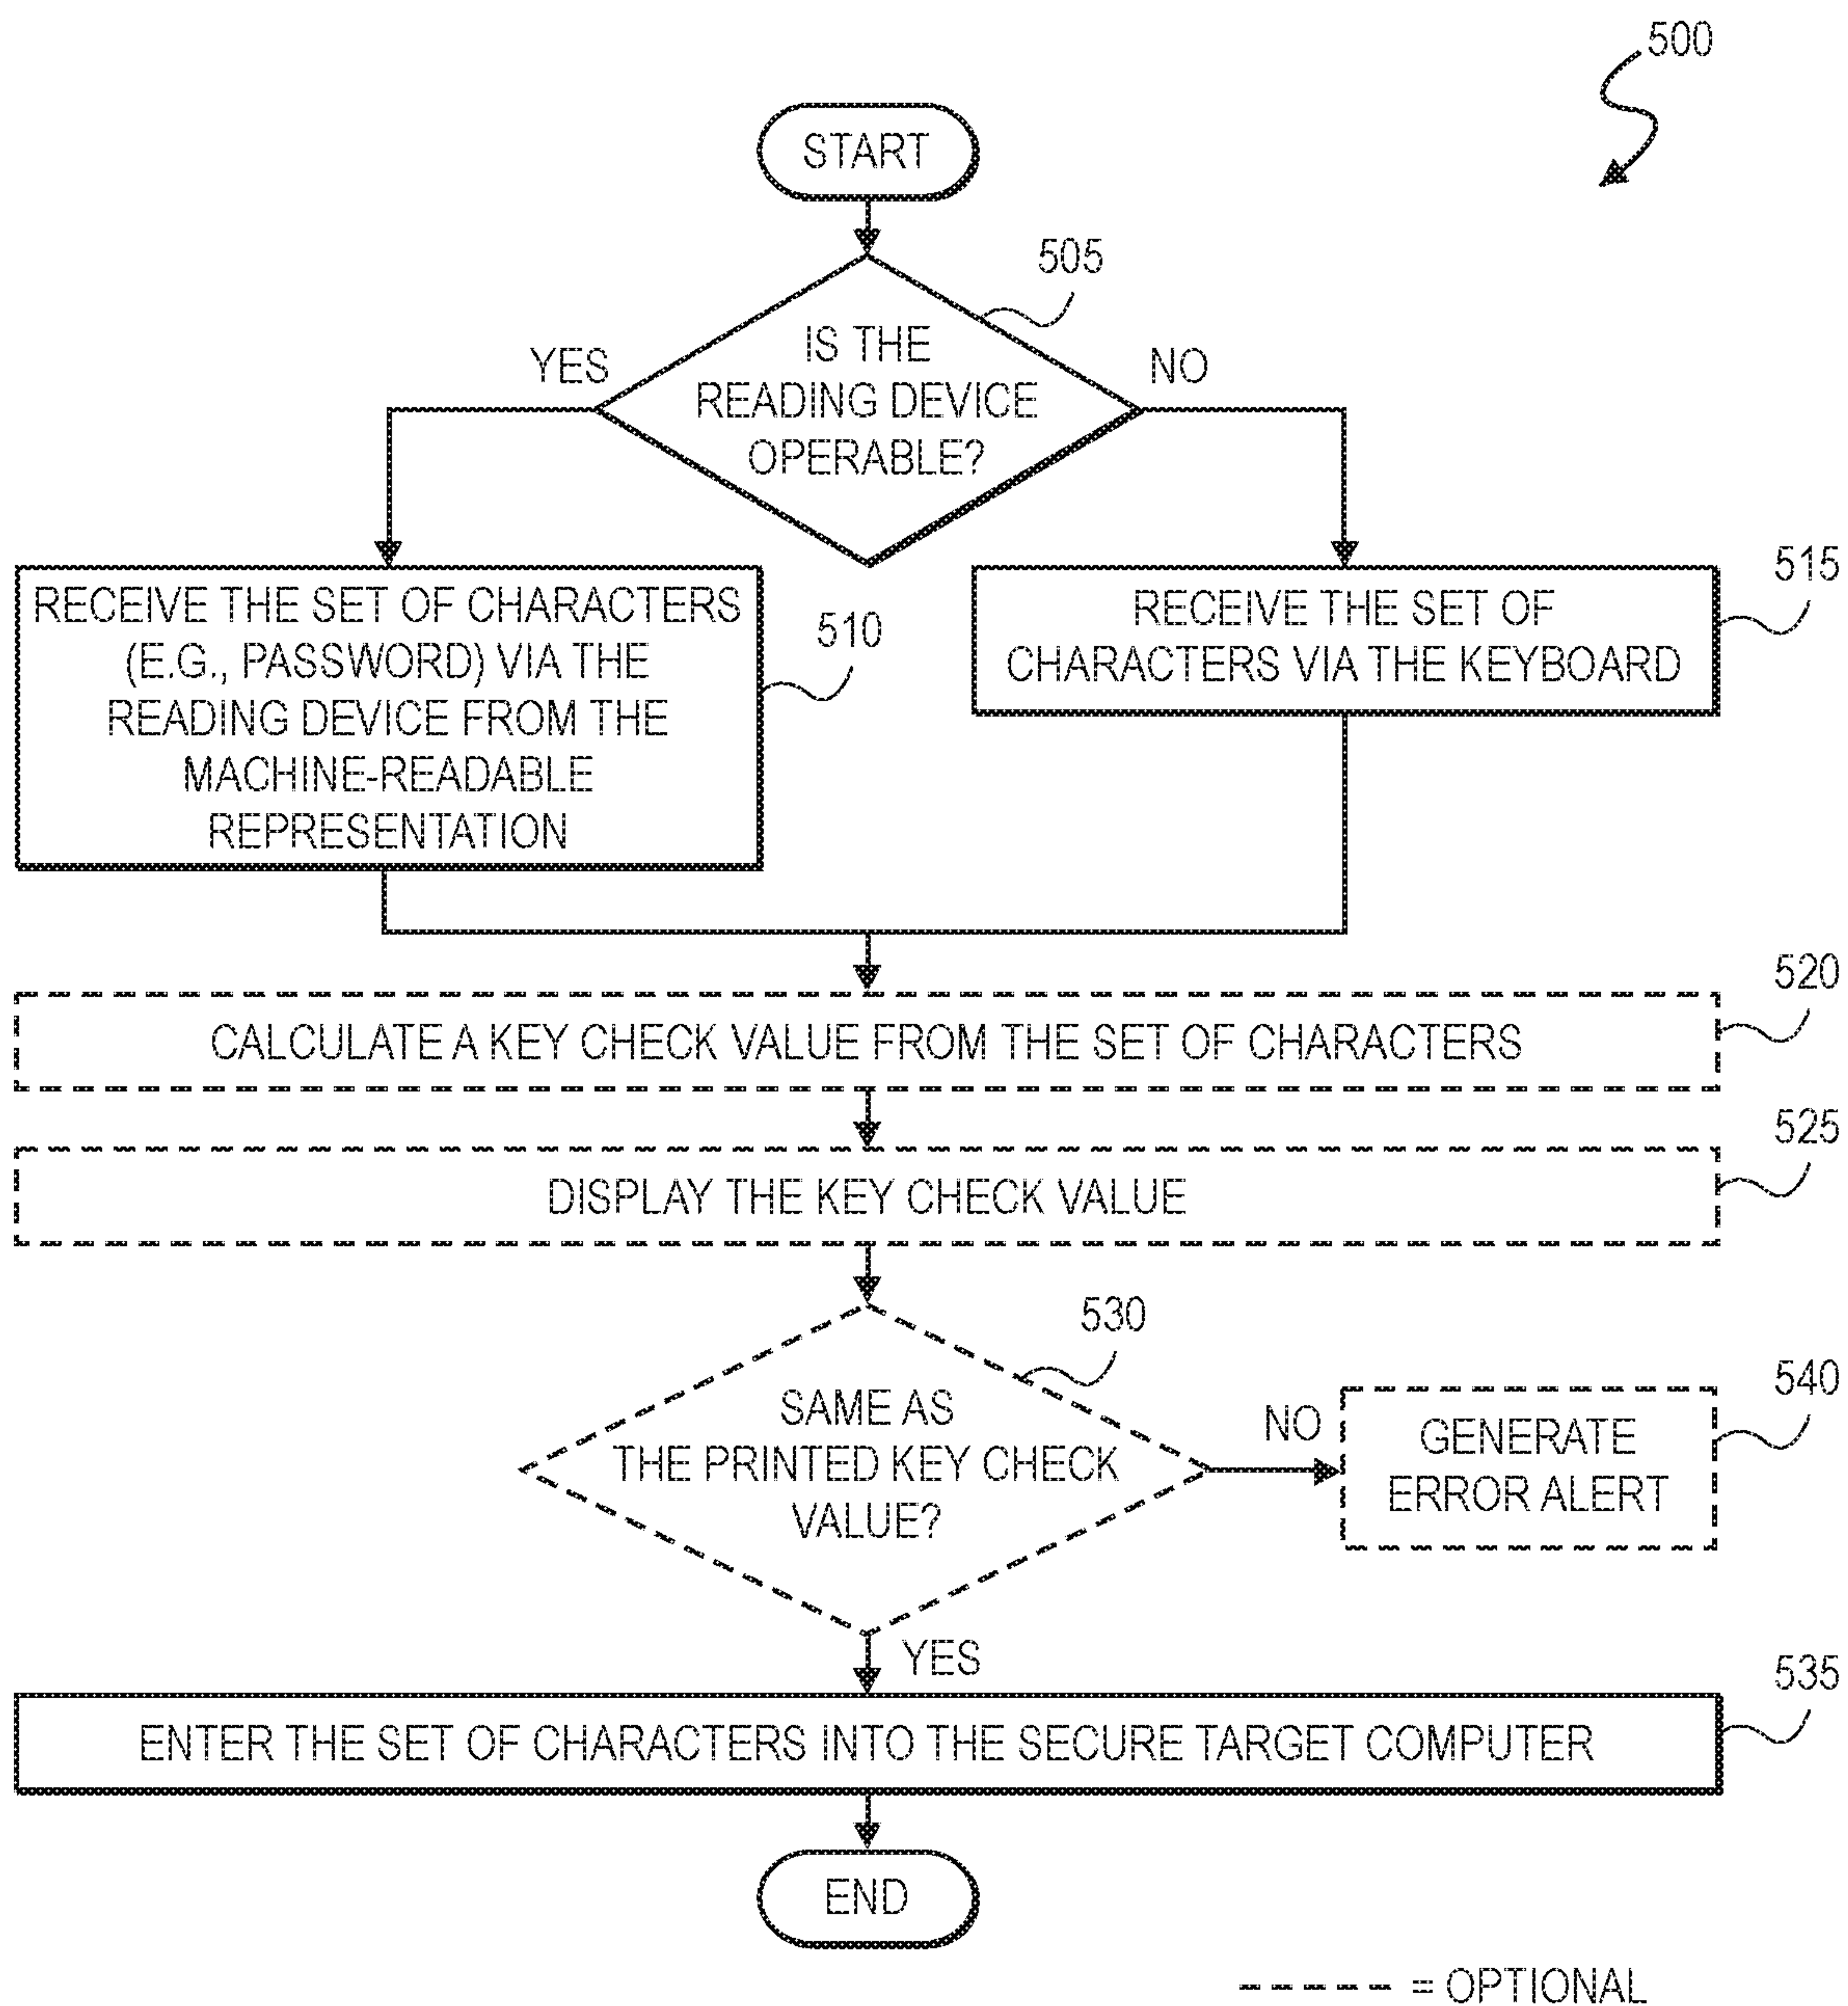 500
START
505
IS THE
READING DEVICE
OPERABLE?
YES
NO
RECEIVE THE SET OF CHARACTERS
(E.G., PASSWORD) VIA THE
READING DEVICE FROM THE
MACHINE-READABLE
REPRESENTATION
510
RECEIVE THE SET OF
CHARACTERS VIA THE KEYBOARD
515
520
CALCULATE A KEY CHECK VALUE FROM THE SET OF CHARACTERS
525
DISPLAY THE KEY CHECK VALUE
530
SAME AS
THE PRINTED KEY CHECK
VALUE?
NO
540
GENERATE
ERROR ALERT
YES
535
ENTER THE SET OF CHARACTERS INTO THE SECURE TARGET COMPUTER
END
= OPTIONAL